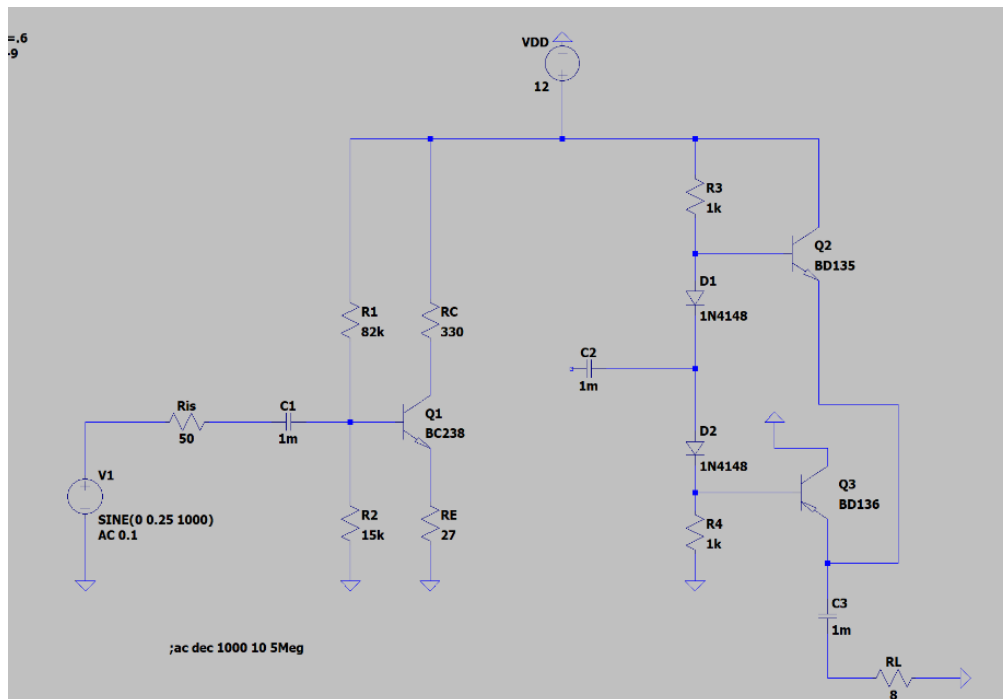 =,6
-9
VDD
12
R3
1k
Q2
BD135
D1
1N4148
R1
82k
RC
330
C2
1m
Ris
50
C1
1m
Q1
BC238
D2
1N4148
V1
SINE(0 0.25 1000)
AC 0.1
R2
15k
RE
27
Q3
BD136
R4
1k
C3
1m
;ac dec 1000 10 5Meg
RL
8